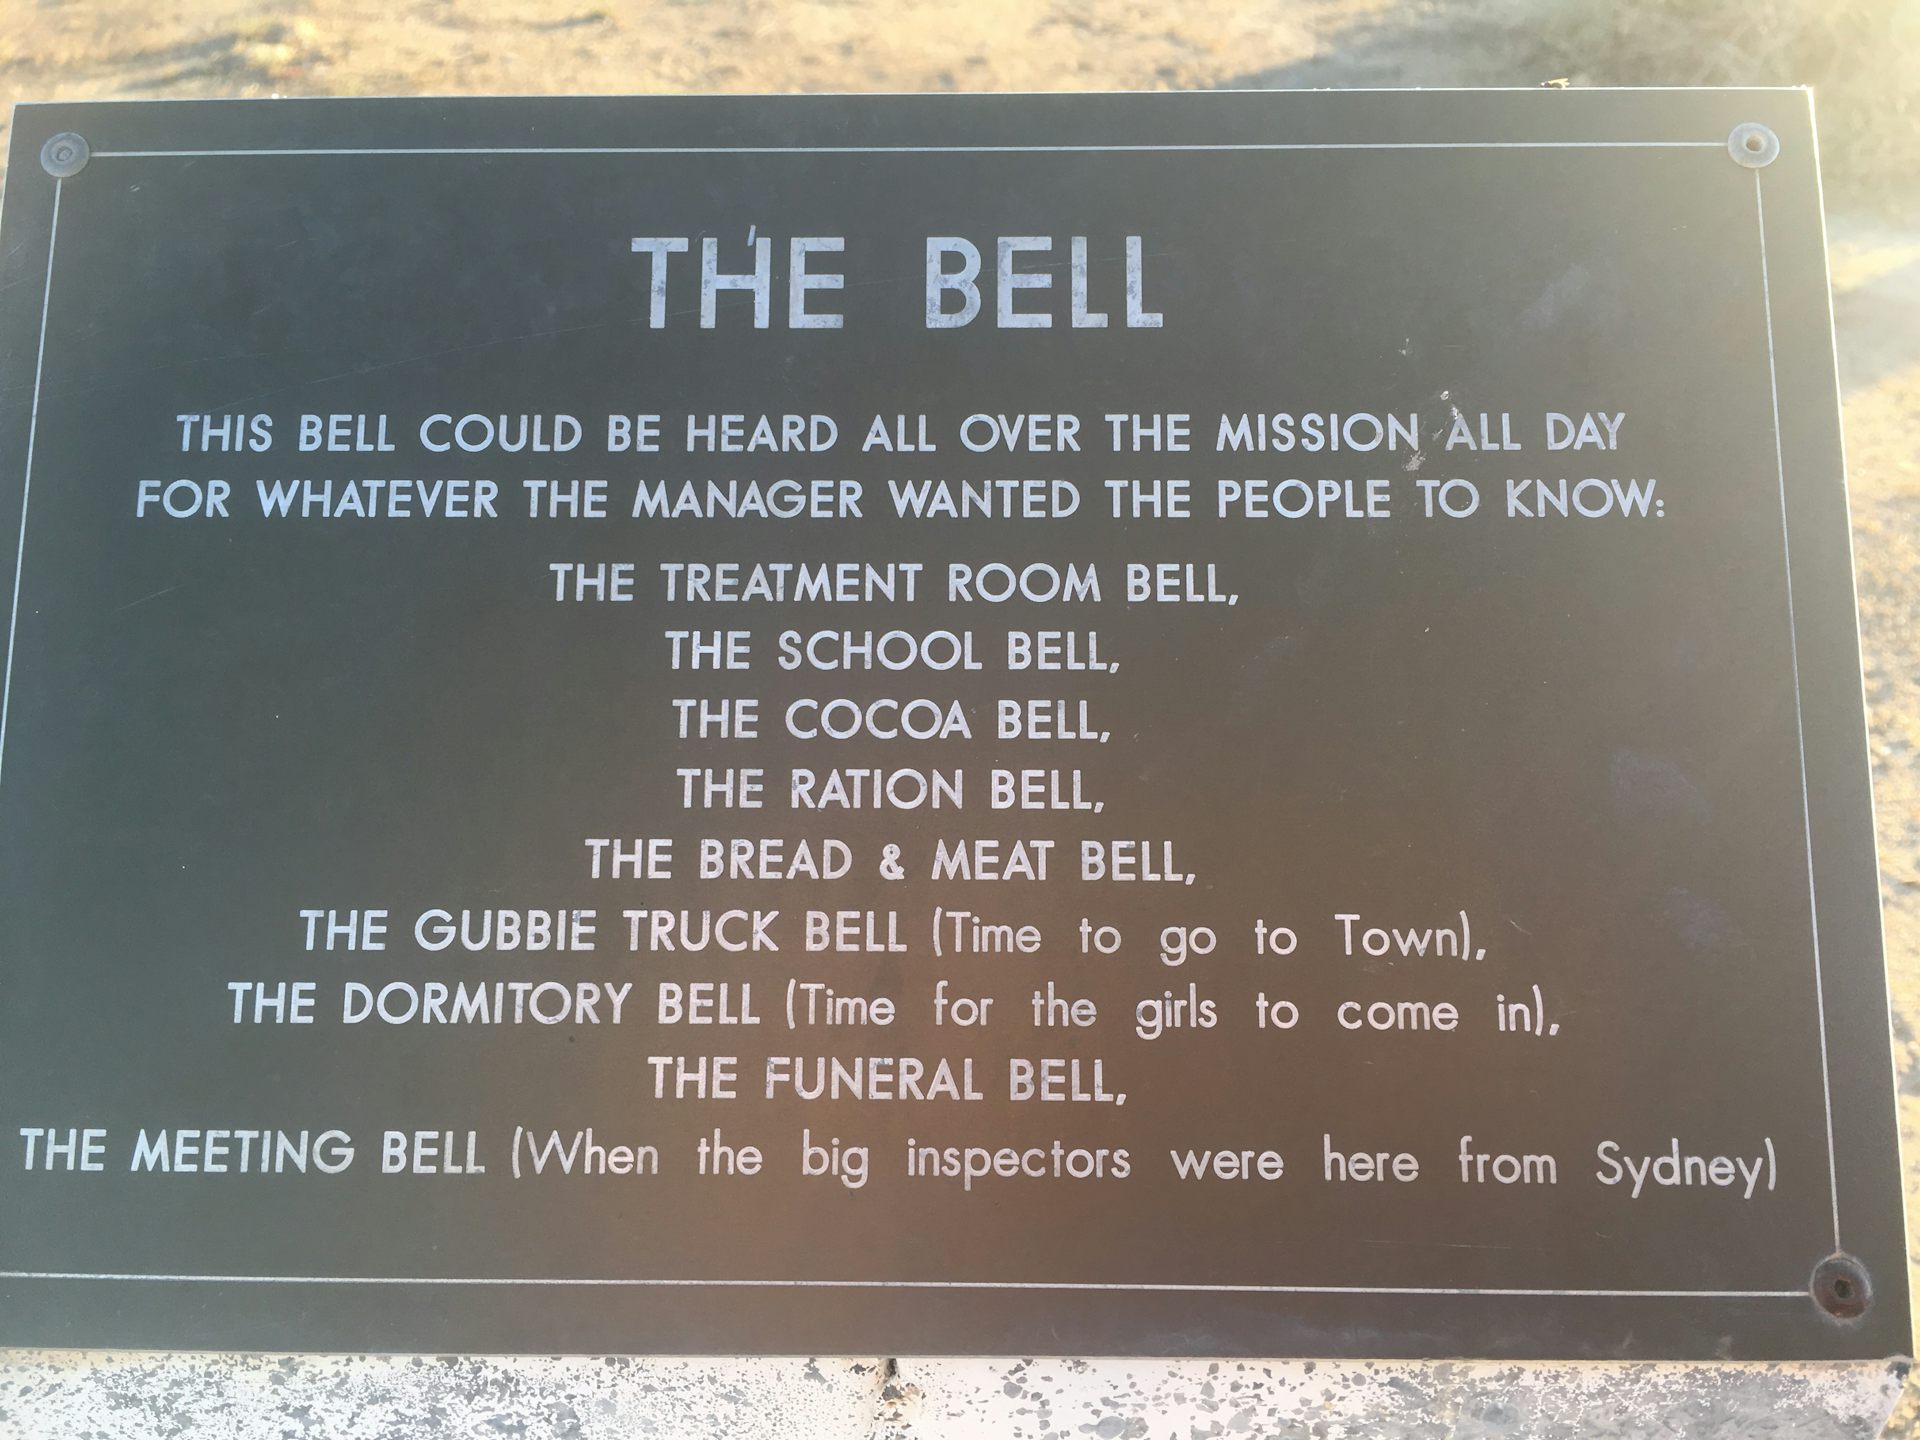 THE BELL
THIS BELL COULD BE HEARD ALL OVER THE MISSION ALL DAY
FOR WHATEVER THE MANAGER WANTED THE PEOPLE TO KNOW:
THE TREATMENT ROOM BELL,
THE SCHOOL BELL,
THE COCOA BELL,
THE RATION BELL,
THE BREAD & MEAT BELL,
THE GUBBIE TRUCK BELL (Time to go to Town),
THE DORMITORY BELL (Time for the girls to come in),
THE FUNERAL BELL,
THE MEETING BELL (When the big inspectors were here from Sydney)